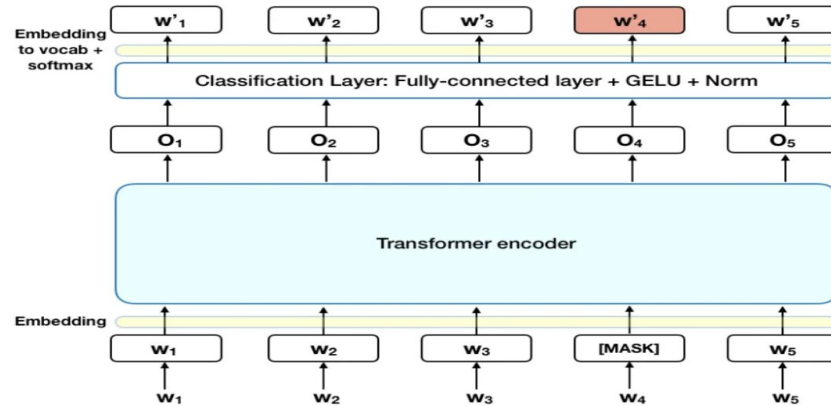 w'₁ w'₂ w'₃ w'₄ w'₅
Embedding
to vocab +
softmax
Classification Layer: Fully-connected layer + GELU + Norm
O₁ O₂ O₃ O₄ O₅
Transformer encoder
Embedding
w₁ w₂ w₃ [MASK] w₅
w₁ w₂ w₃ w₄ w₅